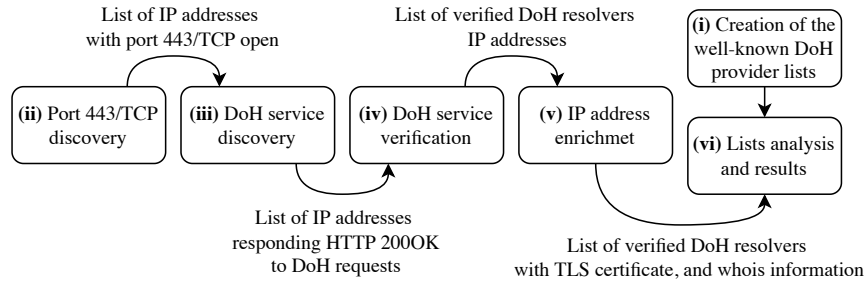 List of IP addresses
with port 443/TCP open
List of verified DoH resolvers
IP addresses
(i) Creation of the
well-known DoH
provider lists
(ii) Port 443/TCP
discovery
(iii) DoH service
discovery
(iv) DoH service
verification
(v) IP address
enrichmet
(vi) Lists analysis
and results
List of IP addresses
responding HTTP 200OK
to DoH requests
List of verified DoH resolvers
with TLS certificate, and whois information